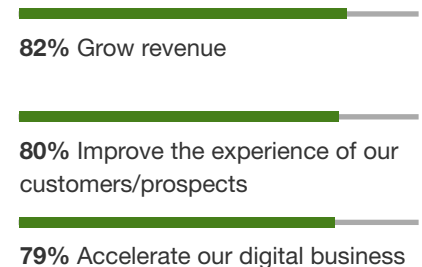 82% Grow revenue
80% Improve the experience of our
customers/prospects
79% Accelerate our digital business